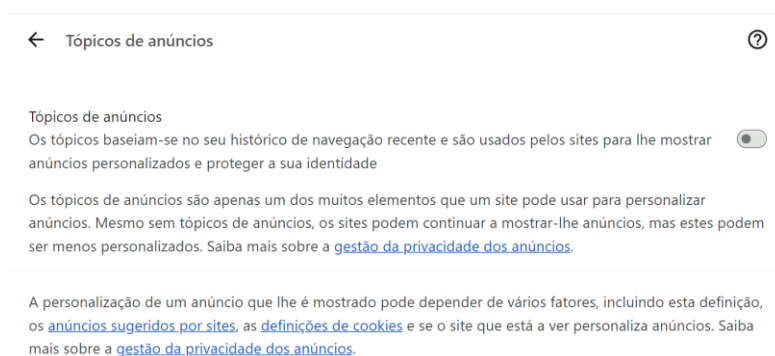 Tópicos de anúncios
Tópicos de anúncios
Os tópicos baseiam-se no seu histórico de navegação recente e são usados pelos sites para lhe mostrar
anúncios personalizados e proteger a sua identidade
Os tópicos de anúncios são apenas um dos muitos elementos que um site pode usar para personalizar
anúncios. Mesmo sem tópicos de anúncios, os sites podem continuar a mostrar-lhe anúncios, mas estes podem
ser menos personalizados. Saiba mais sobre a gestão da privacidade dos anúncios.
A personalização de um anúncio que lhe é mostrado pode depender de vários fatores, incluindo esta definição,
os anúncios sugeridos por sites, as definições de cookies e se o site que está a ver personaliza anúncios. Saiba
mais sobre a gestão da privacidade dos anúncios.